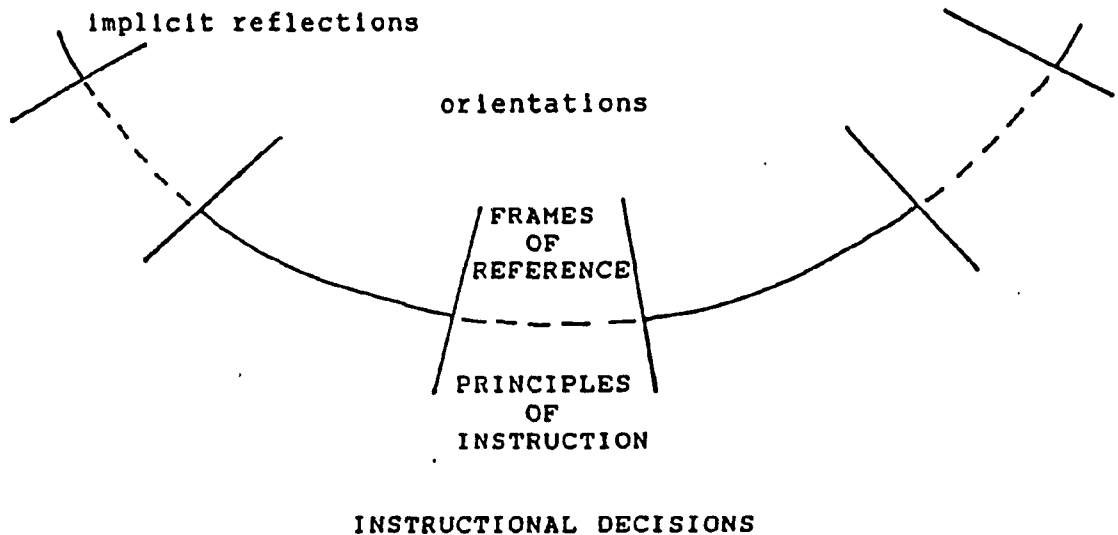 implicit reflections
orientations
FRAMES
OF
REFERENCE
PRINCIPLES
OF
INSTRUCTION
INSTRUCTIONAL DECISIONS